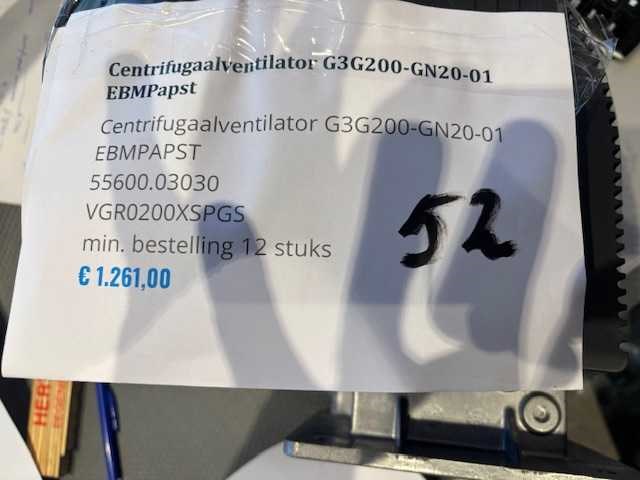 Centrifugaalventilator G3G200-GN20-01
EBMPapst
Centrifugaalventilator G3G200-GN20-01
EBMPAPST
55600.03030
VGR0200XSPGS
min. bestelling 12 stuks
€ 1.261,00
52
HER